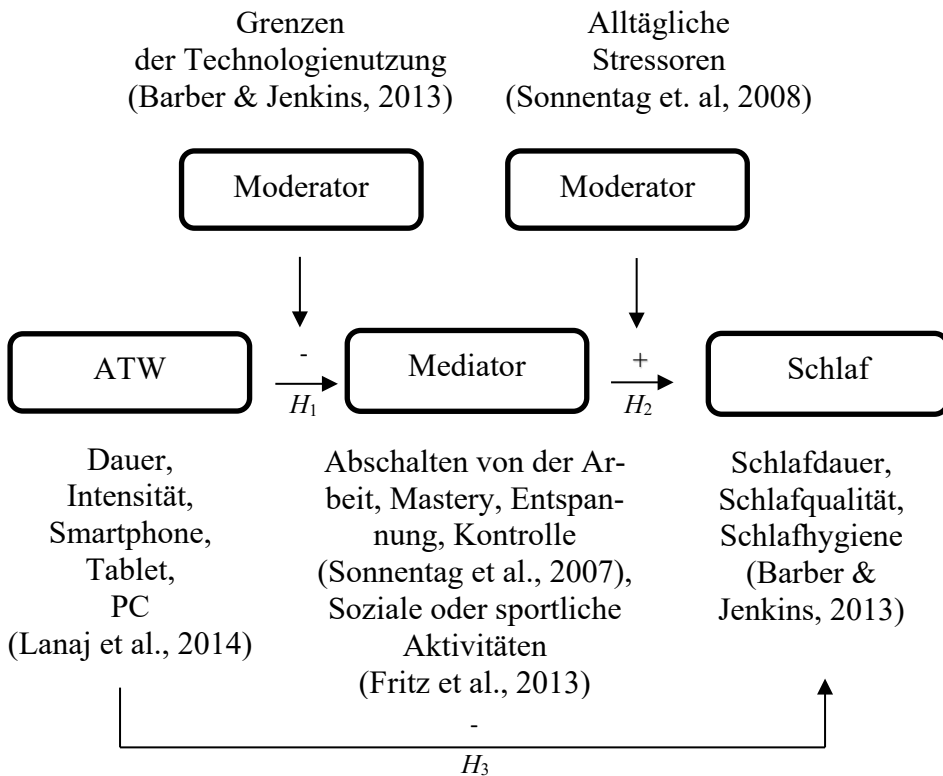 Grenzen
der Technologienutzung
(Barber & Jenkins, 2013)
Alltägliche
Stressoren
(Sonnentag et. al, 2008)
Moderator
Moderator
ATW
-
H1
Mediator
+
H2
Schlaf
Dauer,
Intensität,
Smartphone,
Tablet,
PC
(Lanaj et al., 2014)
Abschalten von der Ar-
beit, Mastery, Entspan-
nung, Kontrolle
(Sonnentag et al., 2007),
Soziale oder sportliche
Aktivitäten
(Fritz et al., 2013)
Schlafdauer,
Schlafqualität,
Schlafhygiene
(Barber &
Jenkins, 2013)
-
H3